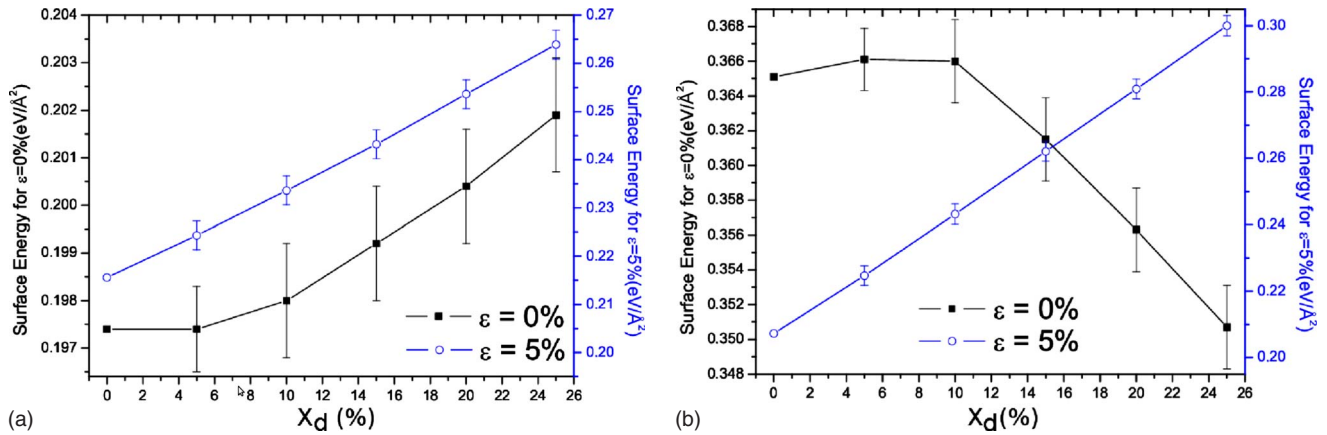 0.204
0.203
0.202
0.201
0.200
0.199
0.198
0.197
Surface Energy for ε=0%(eV/Å²)
0.27
0.26
0.25
0.24
0.23
0.22
0.21
0.20
Surface Energy for ε=5%(eV/Å²)
ε = 0%
ε = 5%
0 2 4 6 8 10 12 14 16 18 20 22 24 26
(a)
Xd (%)
0.368
0.366
0.364
0.362
0.360
0.358
0.356
0.354
0.352
0.350
0.348
Surface Energy for ε=0%(eV/Å²)
0.30
0.28
0.26
0.24
0.22
0.20
Surface Energy for ε=5%(eV/Å²)
ε = 0%
ε = 5%
0 2 4 6 8 10 12 14 16 18 20 22 24 26
(b)
Xd (%)